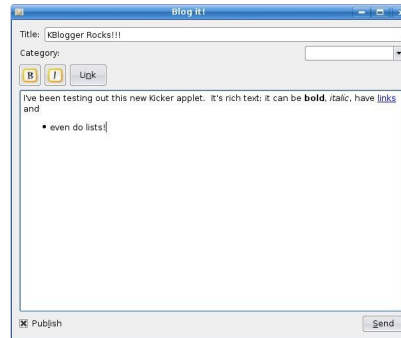 Blog it!
Title: KBlogger Rocks!!!
Category:
B I Link
I've been testing out this new Kicker applet. It's rich text: it can be bold, italic, have links
and
• even do lists!
Publish Send